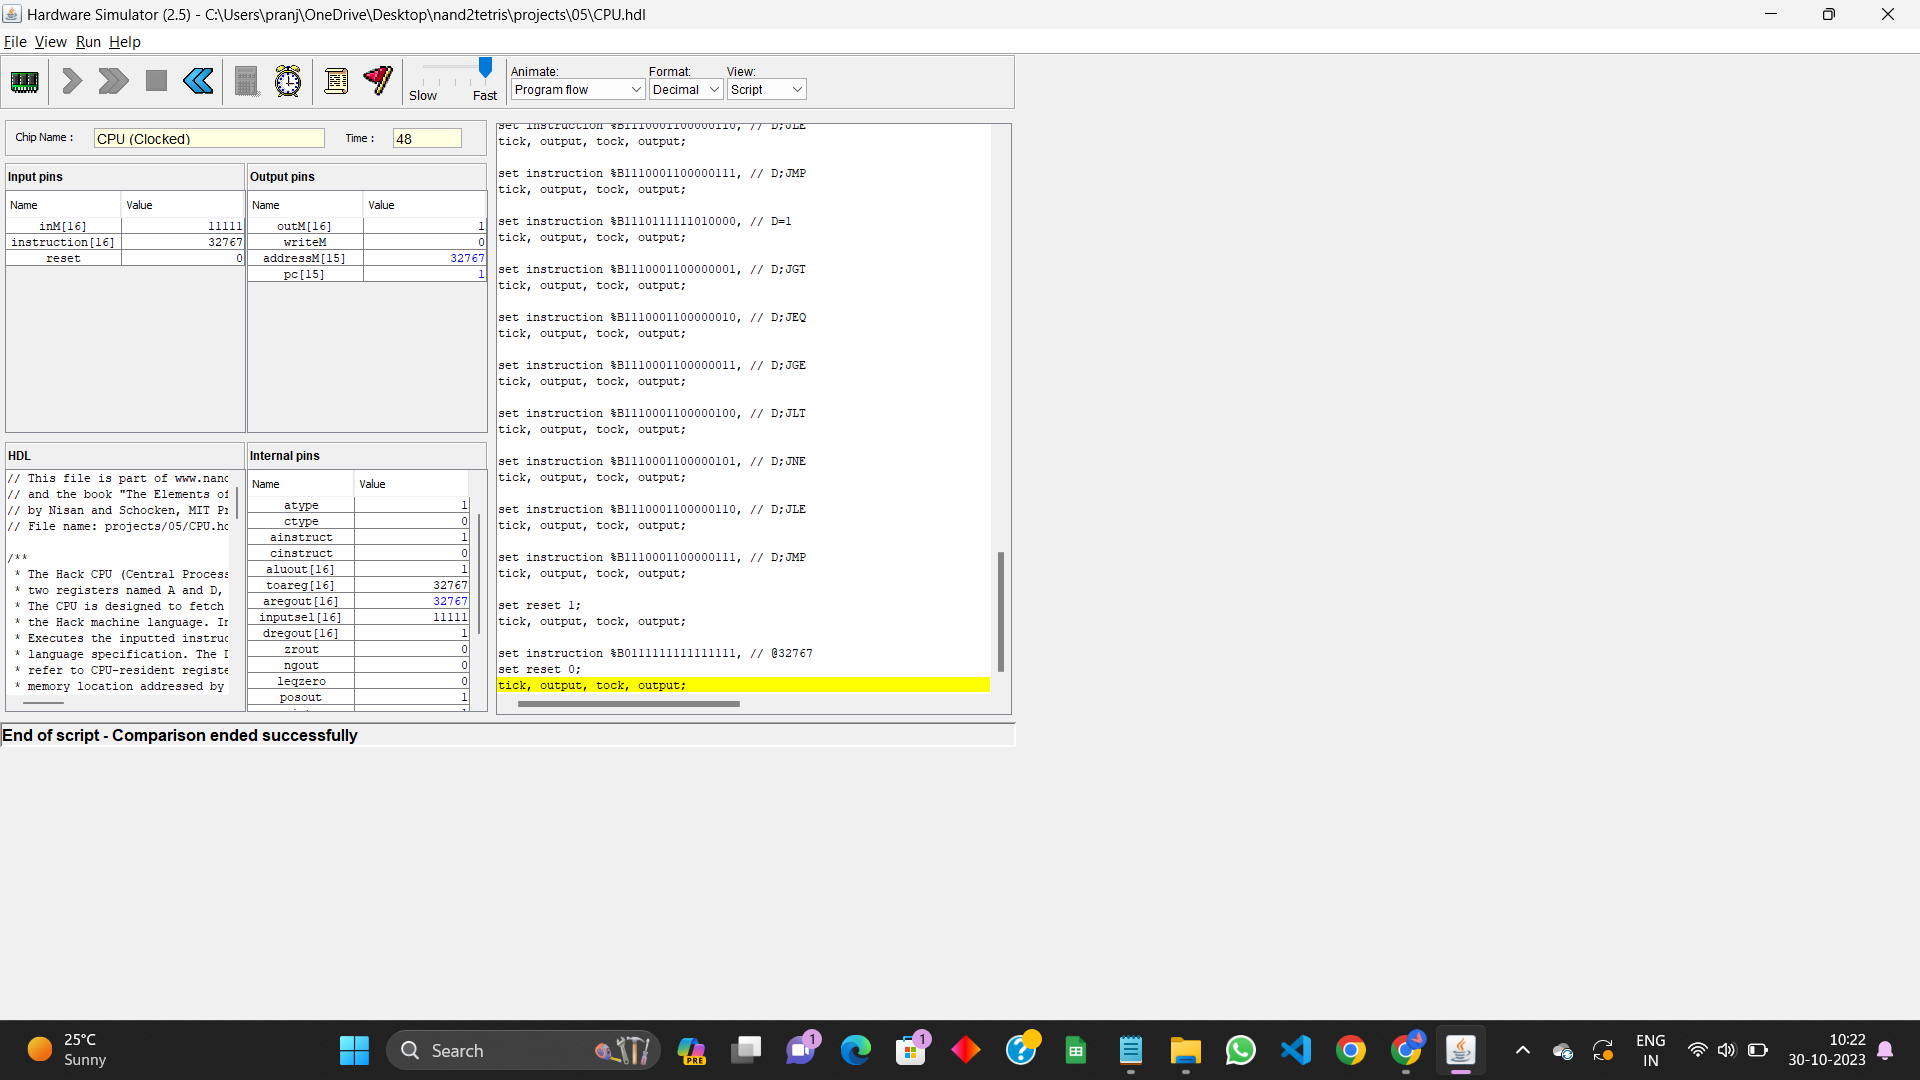 Hardware Simulator (2.5) - C:\Users\pranj\OneDrive\Desktop\nand2tetris\projects\05\CPU.hdl
File View Run Help
Slow Fast
Animate:
Program flow
Format:
Decimal
View:
Script
Chip Name :
CPU (Clocked)
Time :
48
Input pins
Name Value
inM[16] 11111
instruction[16] 32767
reset 0
Output pins
Name Value
outM[16] 1
writeM 0
addressM[15] 32767
pc[15] 1
HDL
// This file is part of www.nand
// and the book "The Elements of
// by Nisan and Schocken, MIT Pr
// File name: projects/05/CPU.hd
/**
* The Hack CPU (Central Process
* two registers named A and D,
* The CPU is designed to fetch
* the Hack machine language. In
* Executes the inputted instruc
* language specification. The D
* refer to CPU-resident registe
* memory location addressed by
Internal pins
Name Value
atype 1
ctype 0
ainstruct 1
cinstruct 0
aluout[16] 1
toareg[16] 32767
aregout[16] 32767
inputsel[16] 11111
dregout[16] 1
zrout 0
ngout 0
leqzero 0
posout 1
set instruction %B1110001100000110, // D;JLE
tick, output, tock, output;
set instruction %B1110001100000111, // D;JMP
tick, output, tock, output;
set instruction %B1110111111010000, // D=1
tick, output, tock, output;
set instruction %B1110001100000001, // D;JGT
tick, output, tock, output;
set instruction %B1110001100000010, // D;JEQ
tick, output, tock, output;
set instruction %B1110001100000011, // D;JGE
tick, output, tock, output;
set instruction %B1110001100000100, // D;JLT
tick, output, tock, output;
set instruction %B1110001100000101, // D;JNE
tick, output, tock, output;
set instruction %B1110001100000110, // D;JLE
tick, output, tock, output;
set instruction %B1110001100000111, // D;JMP
tick, output, tock, output;
set reset 1;
tick, output, tock, output;
set instruction %B0111111111111111, // @32767
set reset 0;
tick, output, tock, output;
End of script - Comparison ended successfully
25°C
Sunny
Search
PRE
1
1
ENG
IN
10:22
30-10-2023